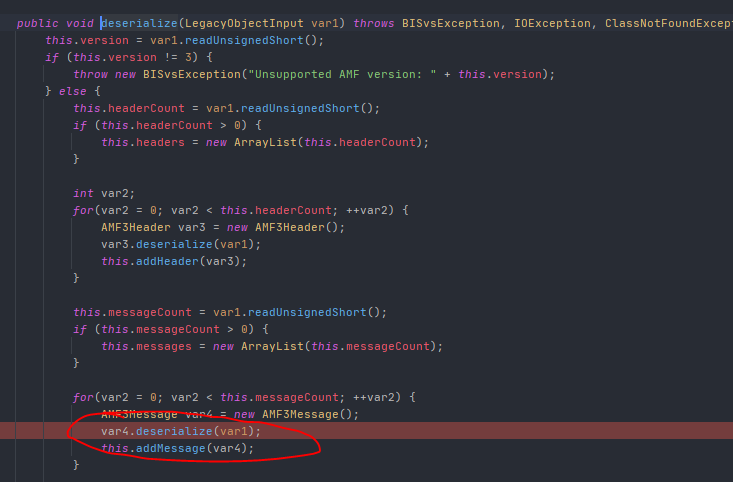 public void deserialize(LegacyObjectInput var1) throws BISvsException, IOException, ClassNotFoundExcept
this.version = var1.readUnsignedShort();
if (this.version != 3) {
throw new BISvsException("Unsupported AMF version: " + this.version);
} else {
this.headerCount = var1.readUnsignedShort();
if (this.headerCount > 0) {
this.headers = new ArrayList(this.headerCount);
}
int var2;
for(var2 = 0; var2 < this.headerCount; ++var2) {
AMF3Header var3 = new AMF3Header();
var3.deserialize(var1);
this.addHeader(var3);
}
this.messageCount = var1.readUnsignedShort();
if (this.messageCount > 0) {
this.messages = new ArrayList(this.messageCount);
}
for(var2 = 0; var2 < this.messageCount; ++var2) {
AMF3Message var4 = new AMF3Message();
var4.deserialize(var1);
this.addMessage(var4);
}